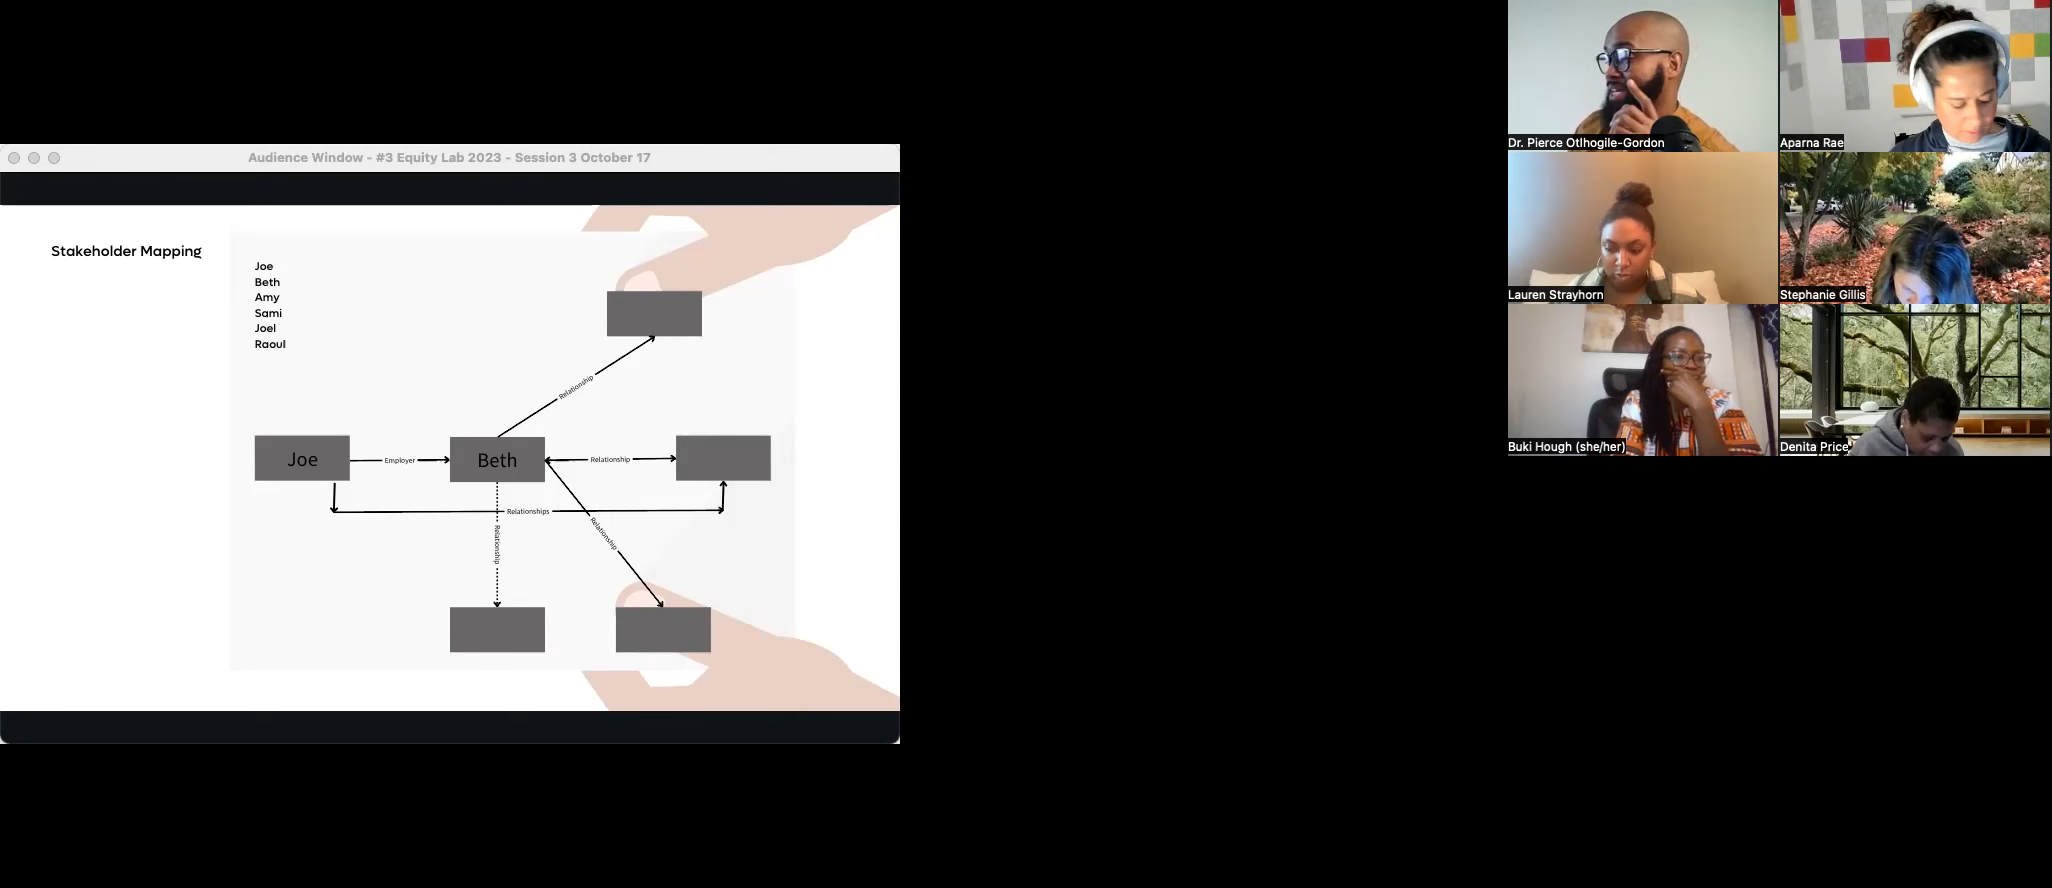 Audience Window - #3 Equity Lab 2023 - Session 3 October 17
Stakeholder Mapping
Joe
Beth
Amy
Sami
Joel
Raoul
Relationship
Joe
Employer
Beth
Relationship
Relationships
Relationship
Relationship
Dr. Pierce Otlhogile-Gordon
Aparna Rae
Lauren Strayhorn
Stephanie Gillis
Buki Hough (she/her)
Denita Price